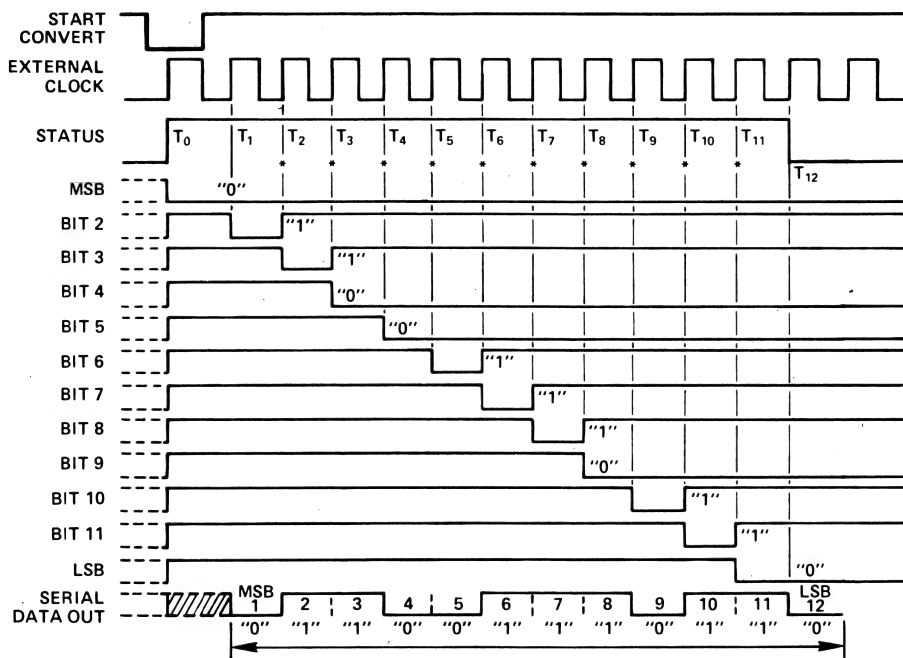 START
CONVERT
EXTERNAL
CLOCK
STATUS T0 T1 T2 T3 T4 T5 T6 T7 T8 T9 T10 T11
* * * * * * * * * *
T12
MSB "0"
BIT 2 "1"
BIT 3 "1"
BIT 4 "0"
BIT 5 "0"
BIT 6 "1"
BIT 7 "1"
BIT 8 "1"
BIT 9 "0"
BIT 10 "1"
BIT 11 "1"
LSB "0"
SERIAL
DATA OUT
MSB LSB
1 2 3 4 5 6 7 8 9 10 11 12
"0" "1" "1" "0" "0" "1" "1" "1" "0" "1" "1" "0"